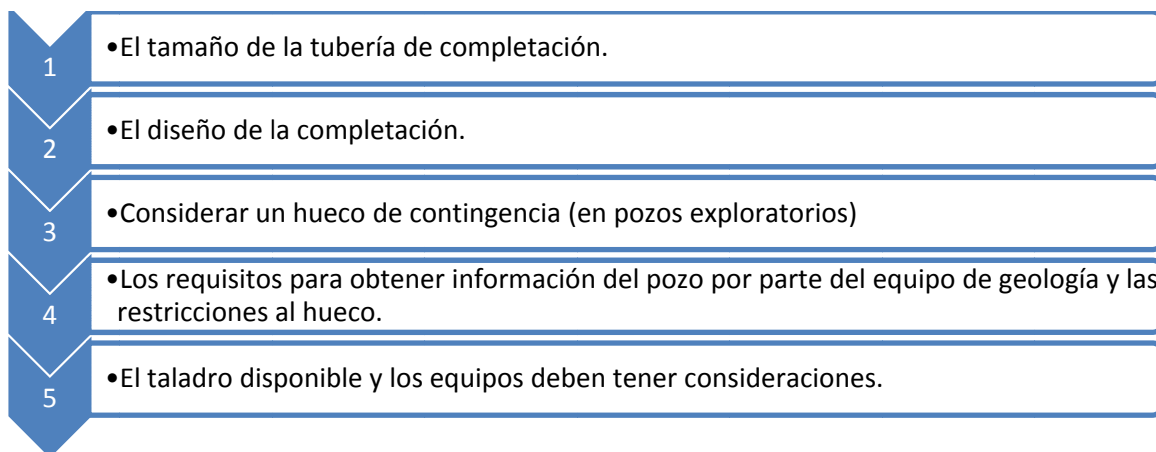 1
•El tamaño de la tubería de completación.
2
•El diseño de la completación.
3
•Considerar un hueco de contingencia (en pozos exploratorios)
4
•Los requisitos para obtener información del pozo por parte del equipo de geología y las
restricciones al hueco.
5
•El taladro disponible y los equipos deben tener consideraciones.